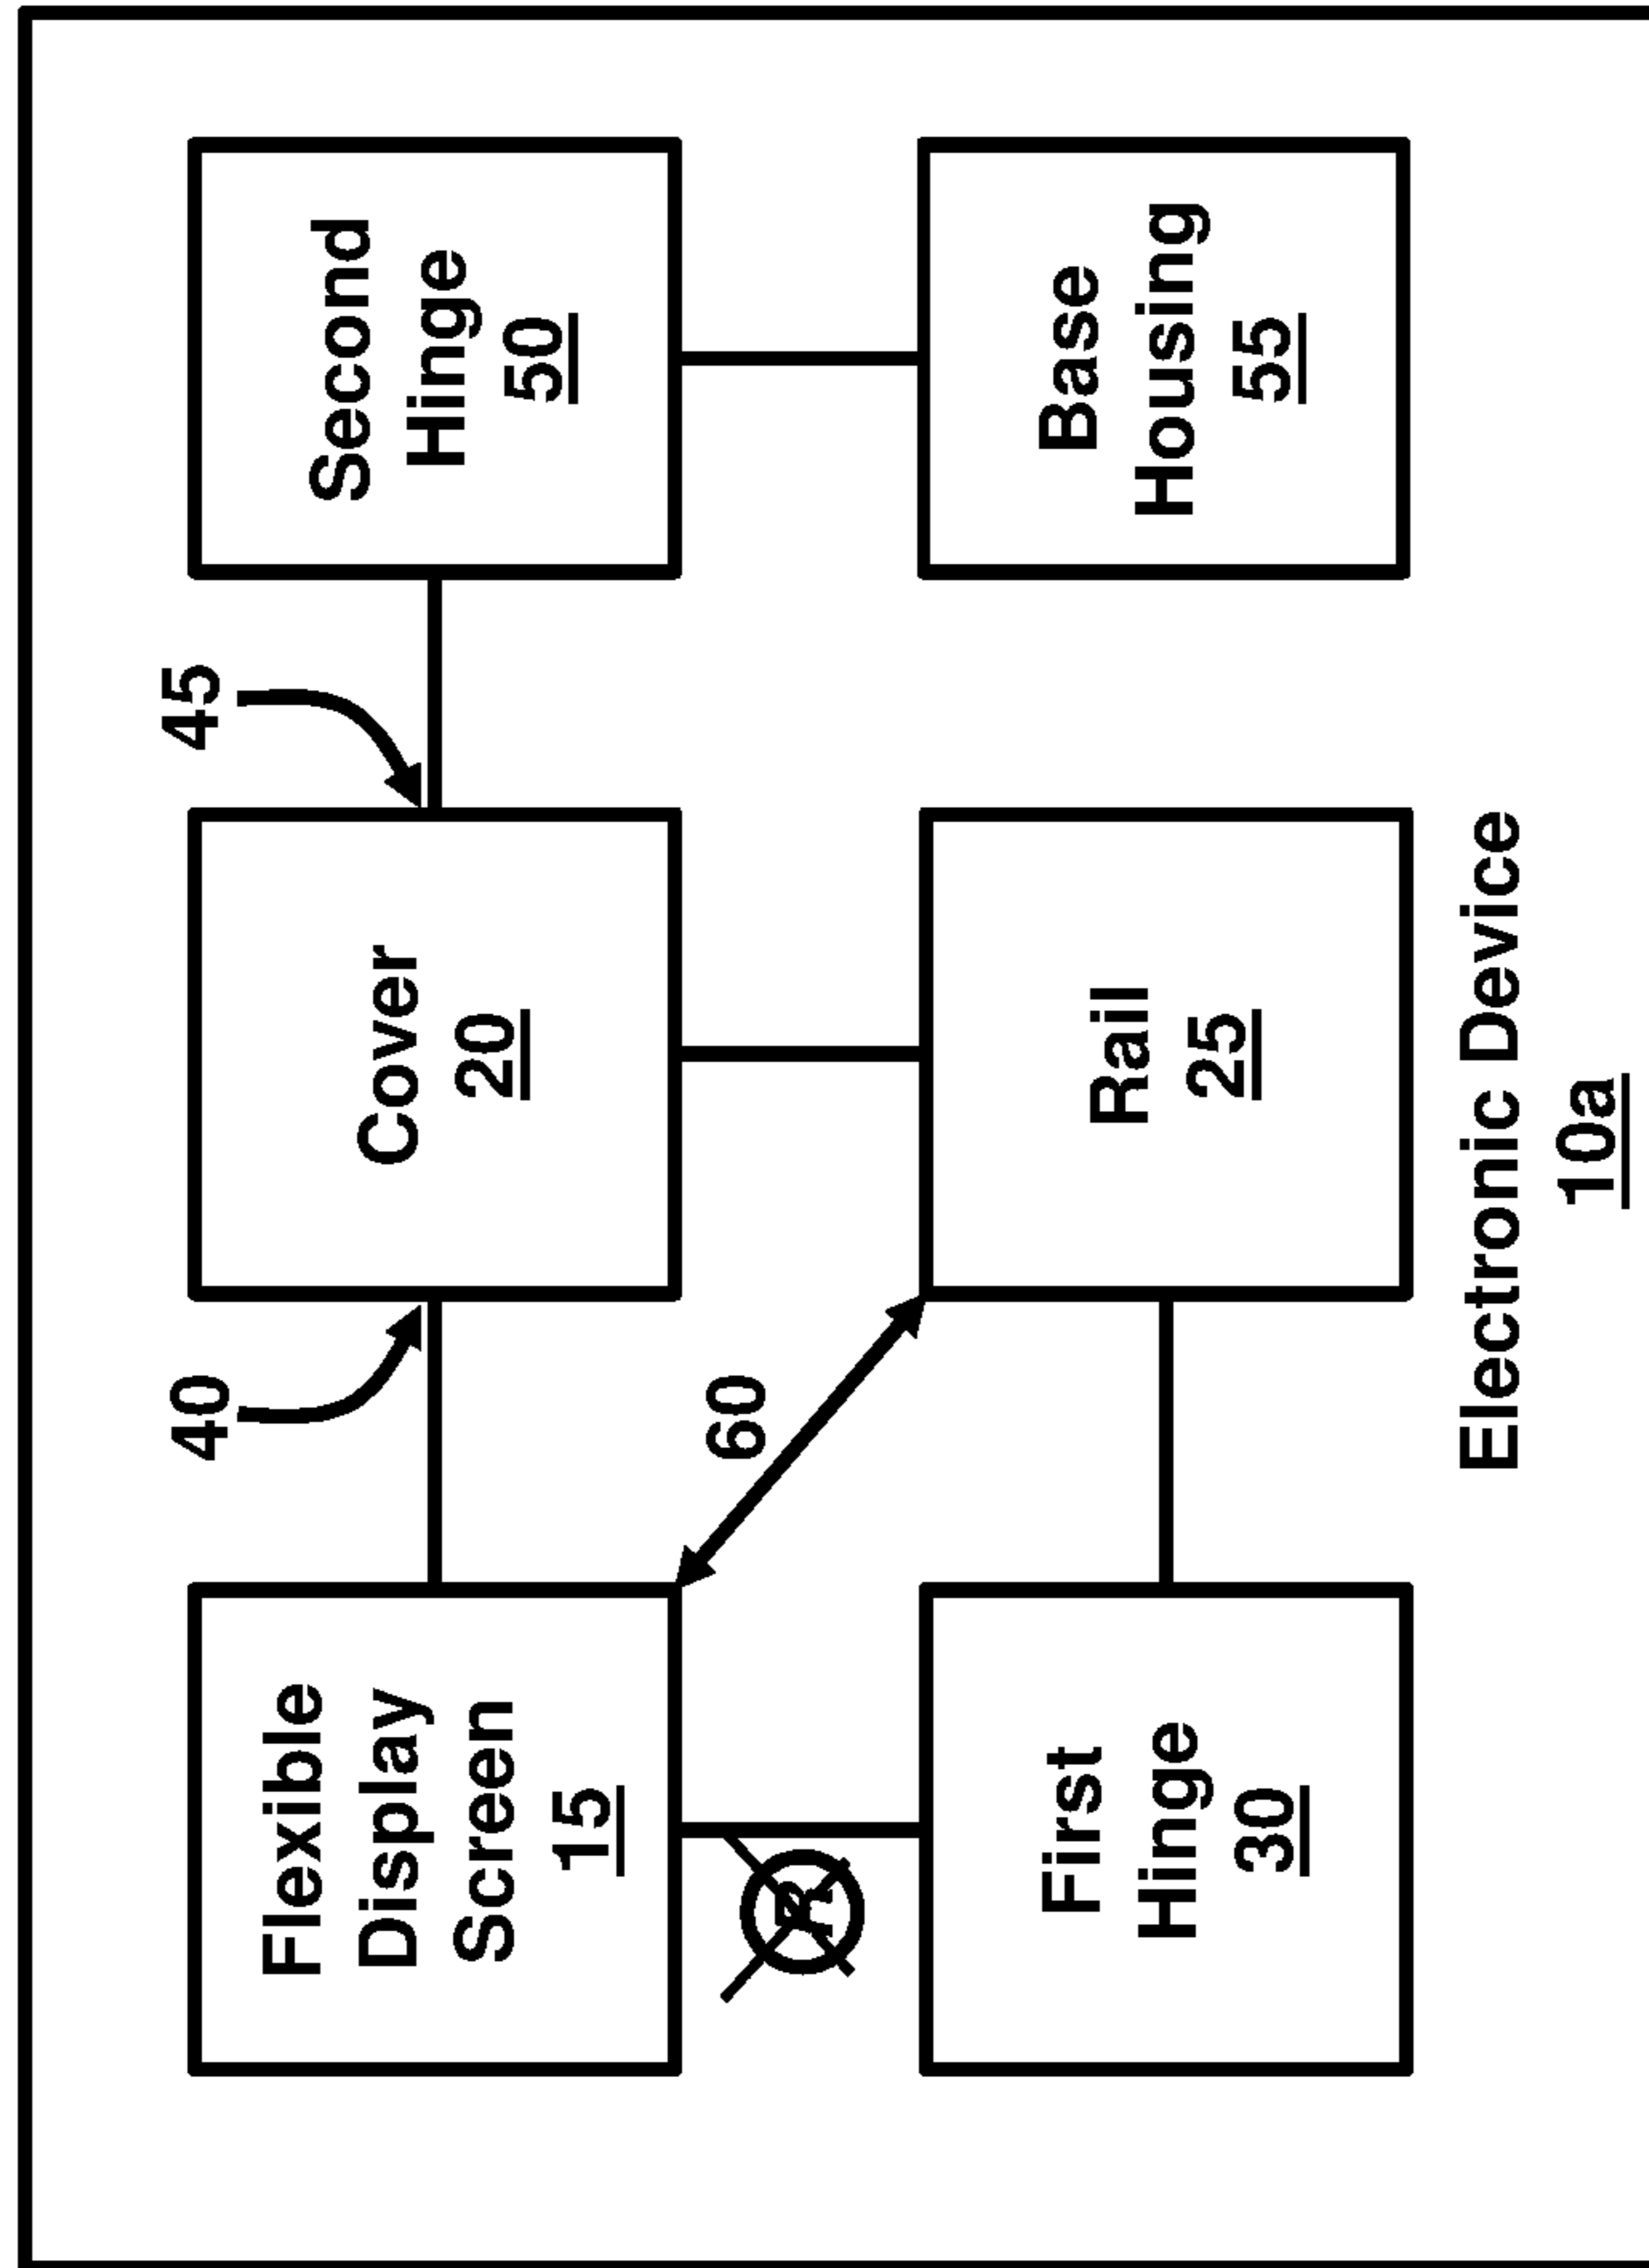 40
45
Flexible
Display
Screen
15
Cover
20
Second
Hinge
50
60
R
First
Hinge
30
Rail
25
Base
Housing
55
Electronic Device
10a